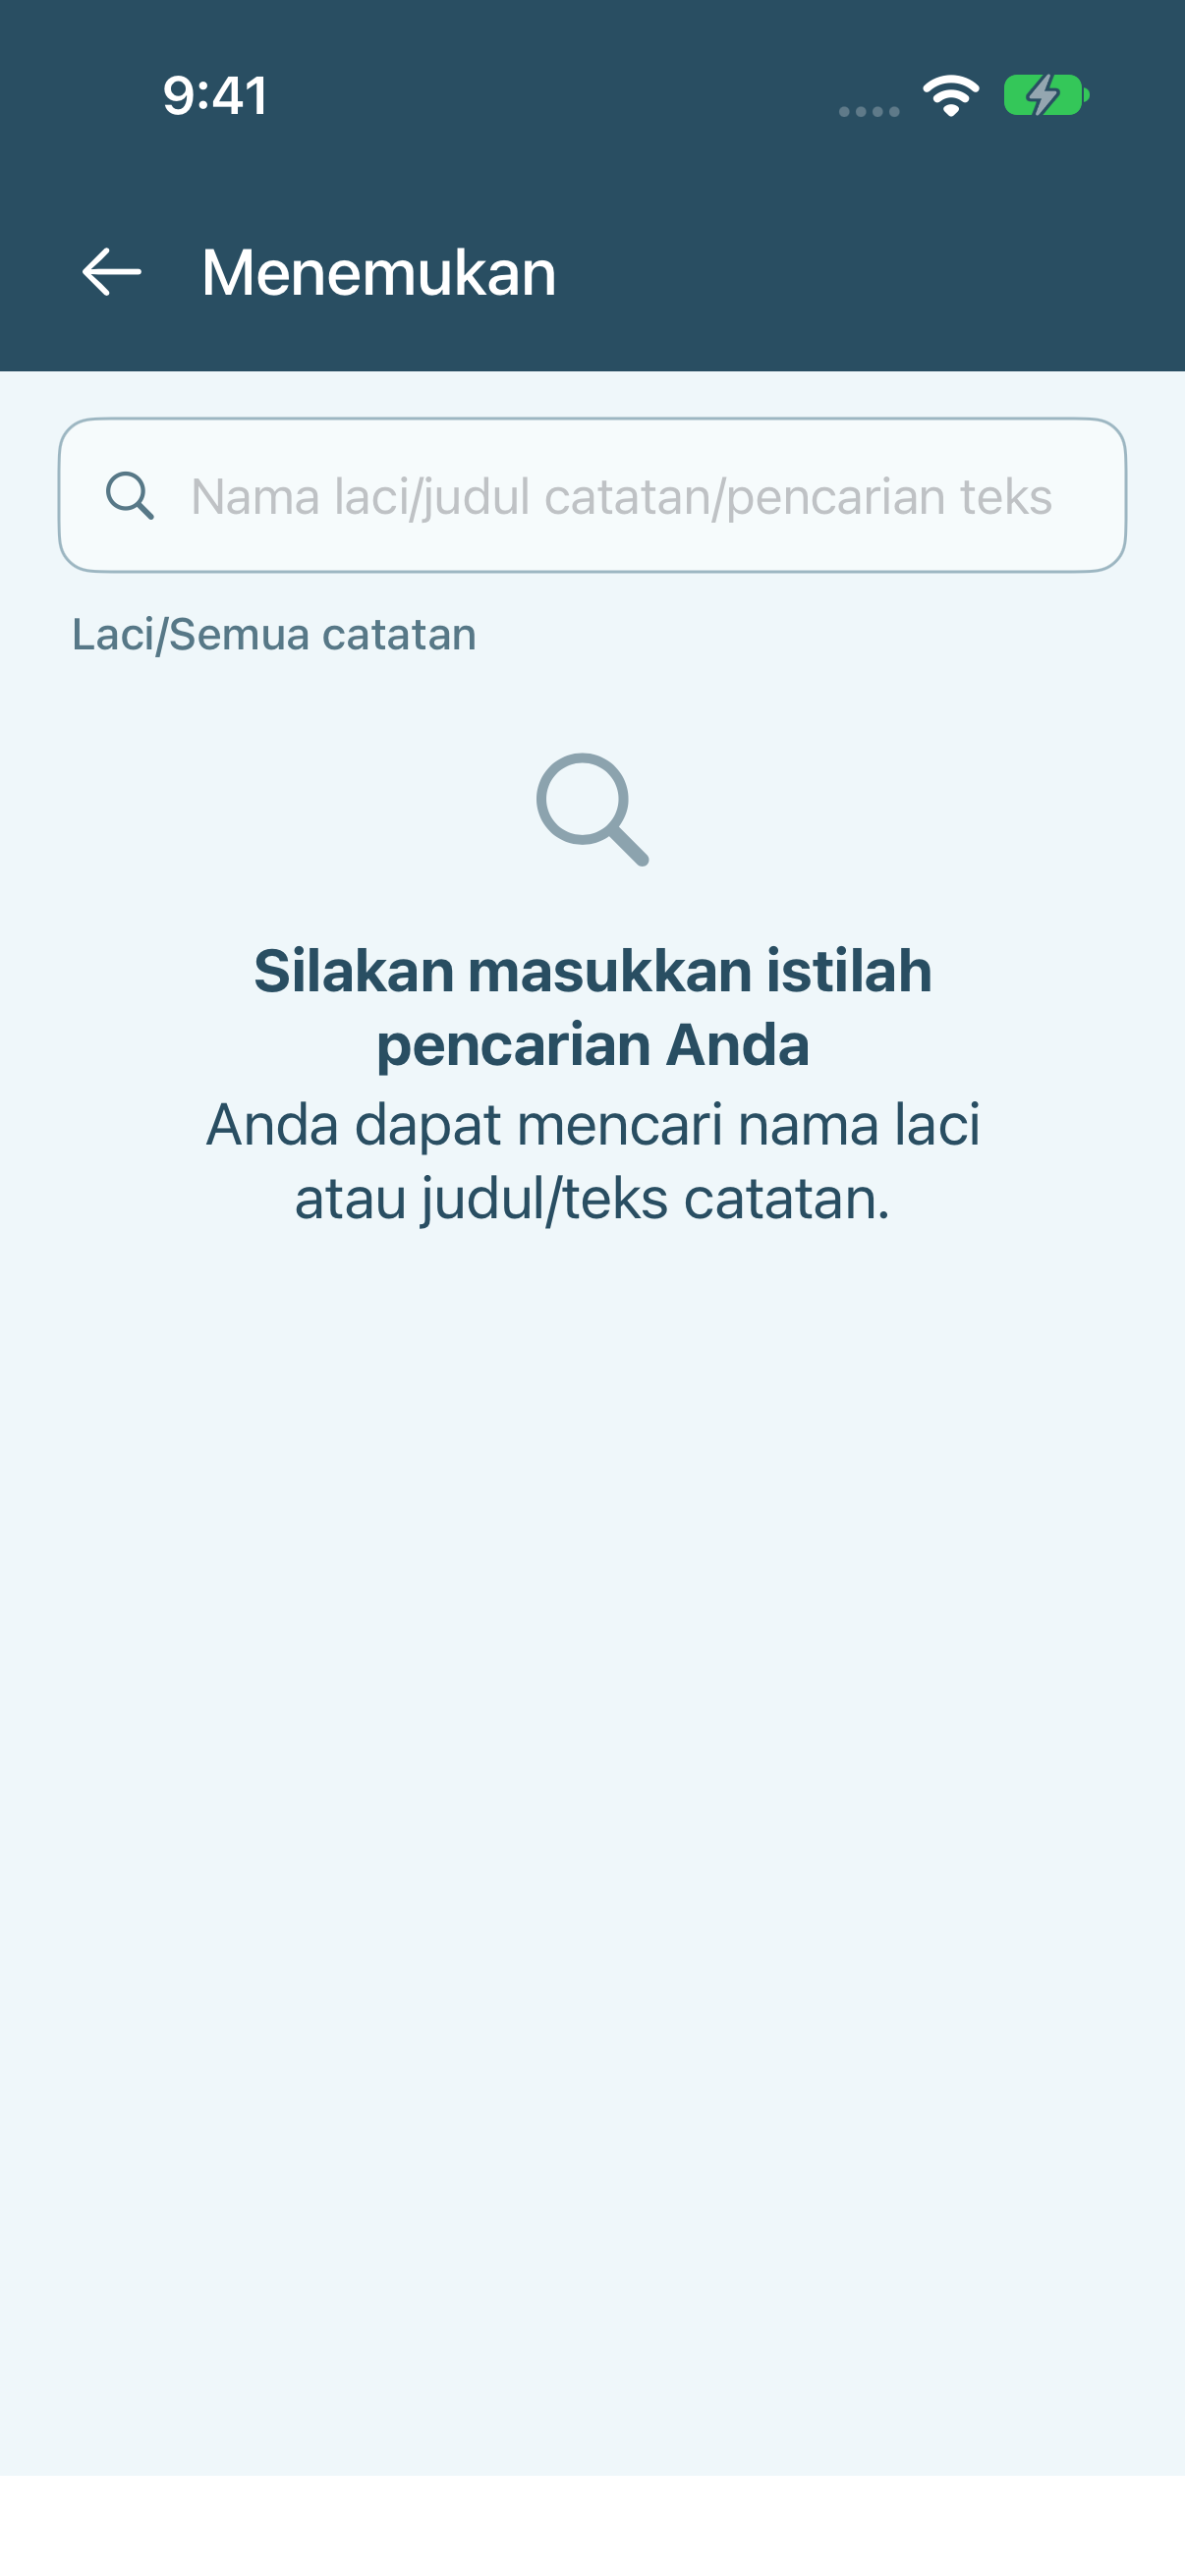 9:41
Menemukan
Nama laci/judul catatan/pencarian teks
Laci/Semua catatan
Silakan masukkan istilah
pencarian Anda
Anda dapat mencari nama laci
atau judul/teks catatan.